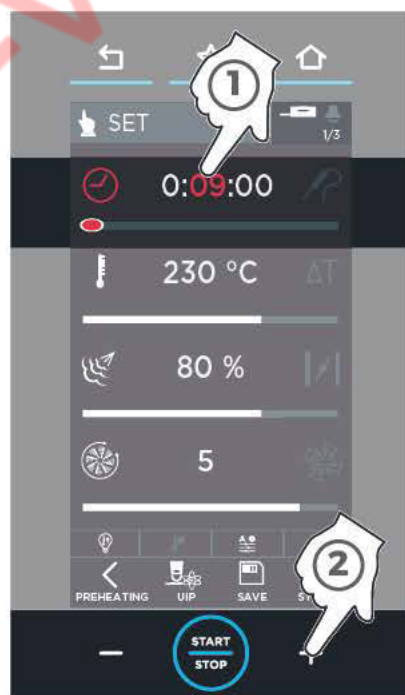 1
SET
1/3
0:09:00
230 °C
ΔT
80 %
5
2
PREHEATING
UIP
SAVE
START
STOP